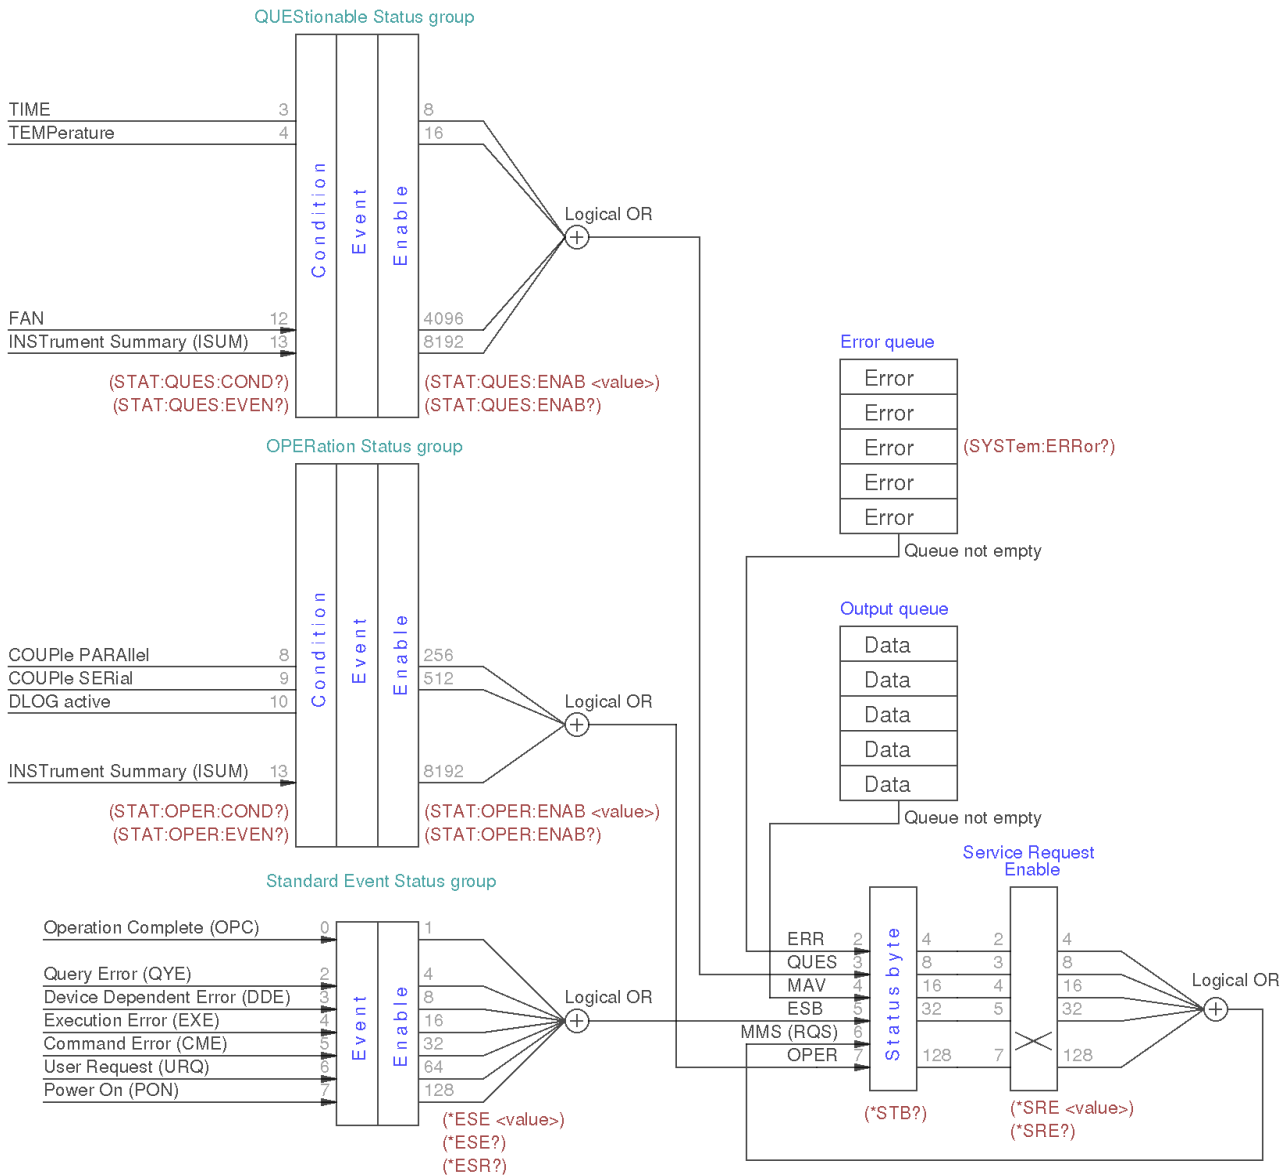 QUEStionable Status group
TIME
3
8
TEMPerature
4
16
Condition
Event
Enable
Logical OR
FAN
12
4096
INSTrument Summary (ISUM)
13
8192
(STAT:QUES:COND?)
(STAT:QUES:ENAB <value>)
(STAT:QUES:EVEN?)
(STAT:QUES:ENAB?)
Error queue
Error
Error
Error
Error
Error
(SYSTem:ERRor?)
Queue not empty
OPERation Status group
COUPle PARAllel
8
256
COUPle SERial
9
512
DLOG active
10
Condition
Event
Enable
Logical OR
INSTrument Summary (ISUM)
13
8192
(STAT:OPER:COND?)
(STAT:OPER:ENAB <value>)
(STAT:OPER:EVEN?)
(STAT:OPER:ENAB?)
Output queue
Data
Data
Data
Data
Data
Queue not empty
Standard Event Status group
Operation Complete (OPC)
0
1
Query Error (QYE)
2
4
Device Dependent Error (DDE)
3
8
Execution Error (EXE)
4
16
Command Error (CME)
5
32
User Request (URQ)
6
64
Power On (PON)
7
128
Event
Enable
Logical OR
(*ESE <value>)
(*ESE?)
(*ESR?)
Service Request
Enable
ERR
2
4
2
4
QUES
3
8
3
8
MAV
4
16
4
16
ESB
5
32
5
32
MMS (RQS)
6
OPER
7
128
7
128
Status byte
Logical OR
(*STB?)
(*SRE <value>)
(*SRE?)